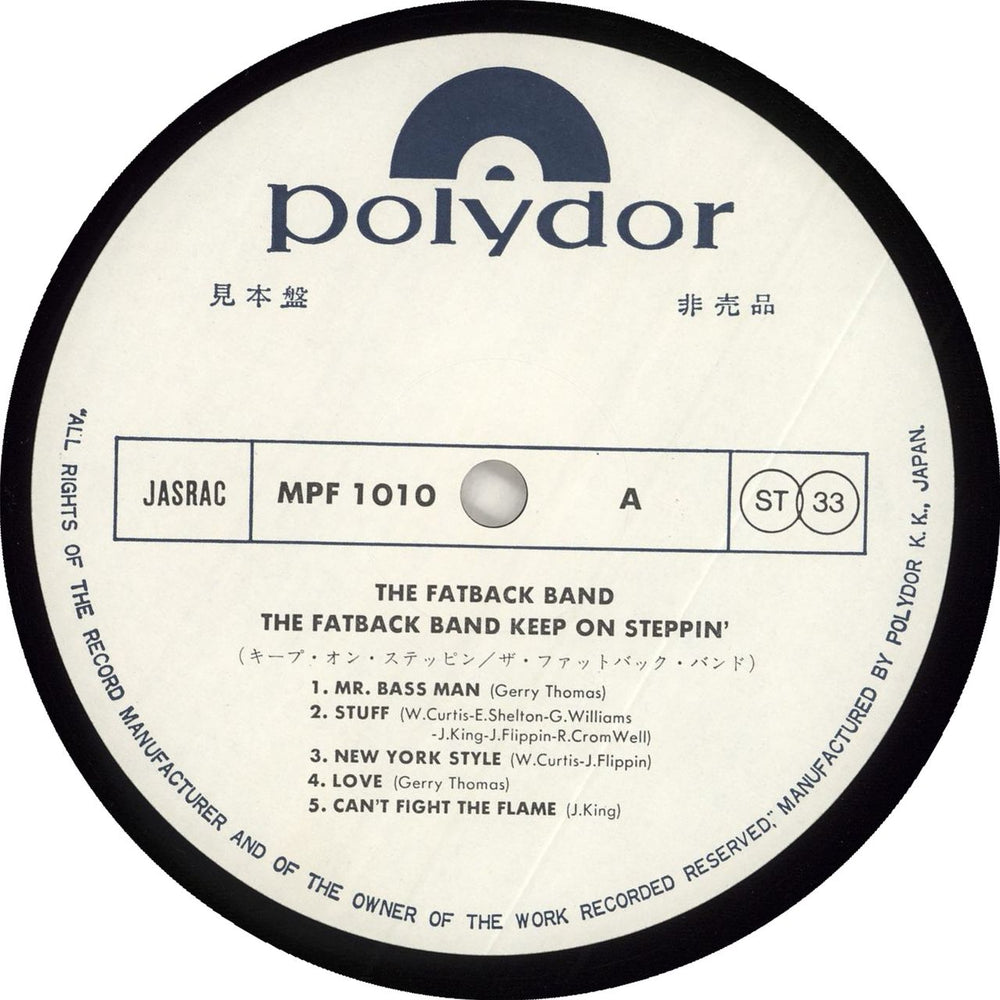 polydor
見本盤
非売品
JASRAC
MPF 1010
A
ST 33
THE FATBACK BAND
THE FATBACK BAND KEEP ON STEPPIN'
(キープ・オン・ステッピン/ザ・ファットバック・バンド)
1. MR. BASS MAN (Gerry Thomas)
2. STUFF (W.Curtis-E.Shelton-G.Williams
-J.King-J.Flippin-R.CromWell)
3. NEW YORK STYLE (W.Curtis-J.Flippin)
4. LOVE (Gerry Thomas)
5. CAN'T FIGHT THE FLAME (J.King)
"ALL RIGHTS OF THE RECORD MANUFACTURER AND OF THE OWNER OF THE WORK RECORDED RESERVED;" MANUFACTURED BY POLYDOR K.K., JAPAN.